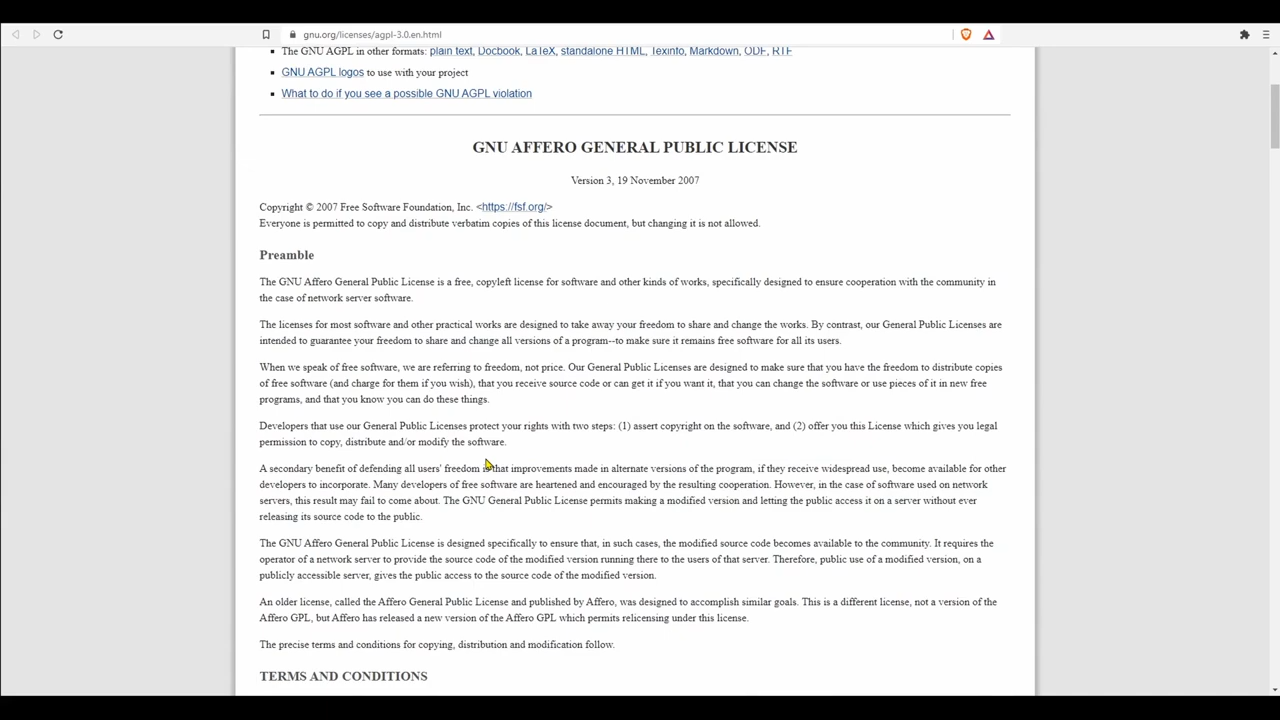 gnu.org/licenses/agpl-3.0.en.html
The GNU AGPL in other formats: plain text, Docbook, LaTeX, standalone HTML, Texinfo, Markdown, ODF, RTF
GNU AGPL logos to use with your project
What to do if you see a possible GNU AGPL violation
GNU AFFERO GENERAL PUBLIC LICENSE
Version 3, 19 November 2007
Copyright © 2007 Free Software Foundation, Inc. <https://fsf.org/>
Everyone is permitted to copy and distribute verbatim copies of this license document, but changing it is not allowed.
Preamble
The GNU Affero General Public License is a free, copyleft license for software and other kinds of works, specifically designed to ensure cooperation with the community in
the case of network server software.
The licenses for most software and other practical works are designed to take away your freedom to share and change the works. By contrast, our General Public Licenses are
intended to guarantee your freedom to share and change all versions of a program--to make sure it remains free software for all its users.
When we speak of free software, we are referring to freedom, not price. Our General Public Licenses are designed to make sure that you have the freedom to distribute copies
of free software (and charge for them if you wish), that you receive source code or can get it if you want it, that you can change the software or use pieces of it in new free
programs, and that you know you can do these things.
Developers that use our General Public Licenses protect your rights with two steps: (1) assert copyright on the software, and (2) offer you this License which gives you legal
permission to copy, distribute and/or modify the software.
A secondary benefit of defending all users' freedom is that improvements made in alternate versions of the program, if they receive widespread use, become available for other
developers to incorporate. Many developers of free software are heartened and encouraged by the resulting cooperation. However, in the case of software used on network
servers, this result may fail to come about. The GNU General Public License permits making a modified version and letting the public access it on a server without ever
releasing its source code to the public.
The GNU Affero General Public License is designed specifically to ensure that, in such cases, the modified source code becomes available to the community. It requires the
operator of a network server to provide the source code of the modified version running there to the users of that server. Therefore, public use of a modified version, on a
publicly accessible server, gives the public access to the source code of the modified version.
An older license, called the Affero General Public License and published by Affero, was designed to accomplish similar goals. This is a different license, not a version of the
Affero GPL, but Affero has released a new version of the Affero GPL which permits relicensing under this license.
The precise terms and conditions for copying, distribution and modification follow.
TERMS AND CONDITIONS